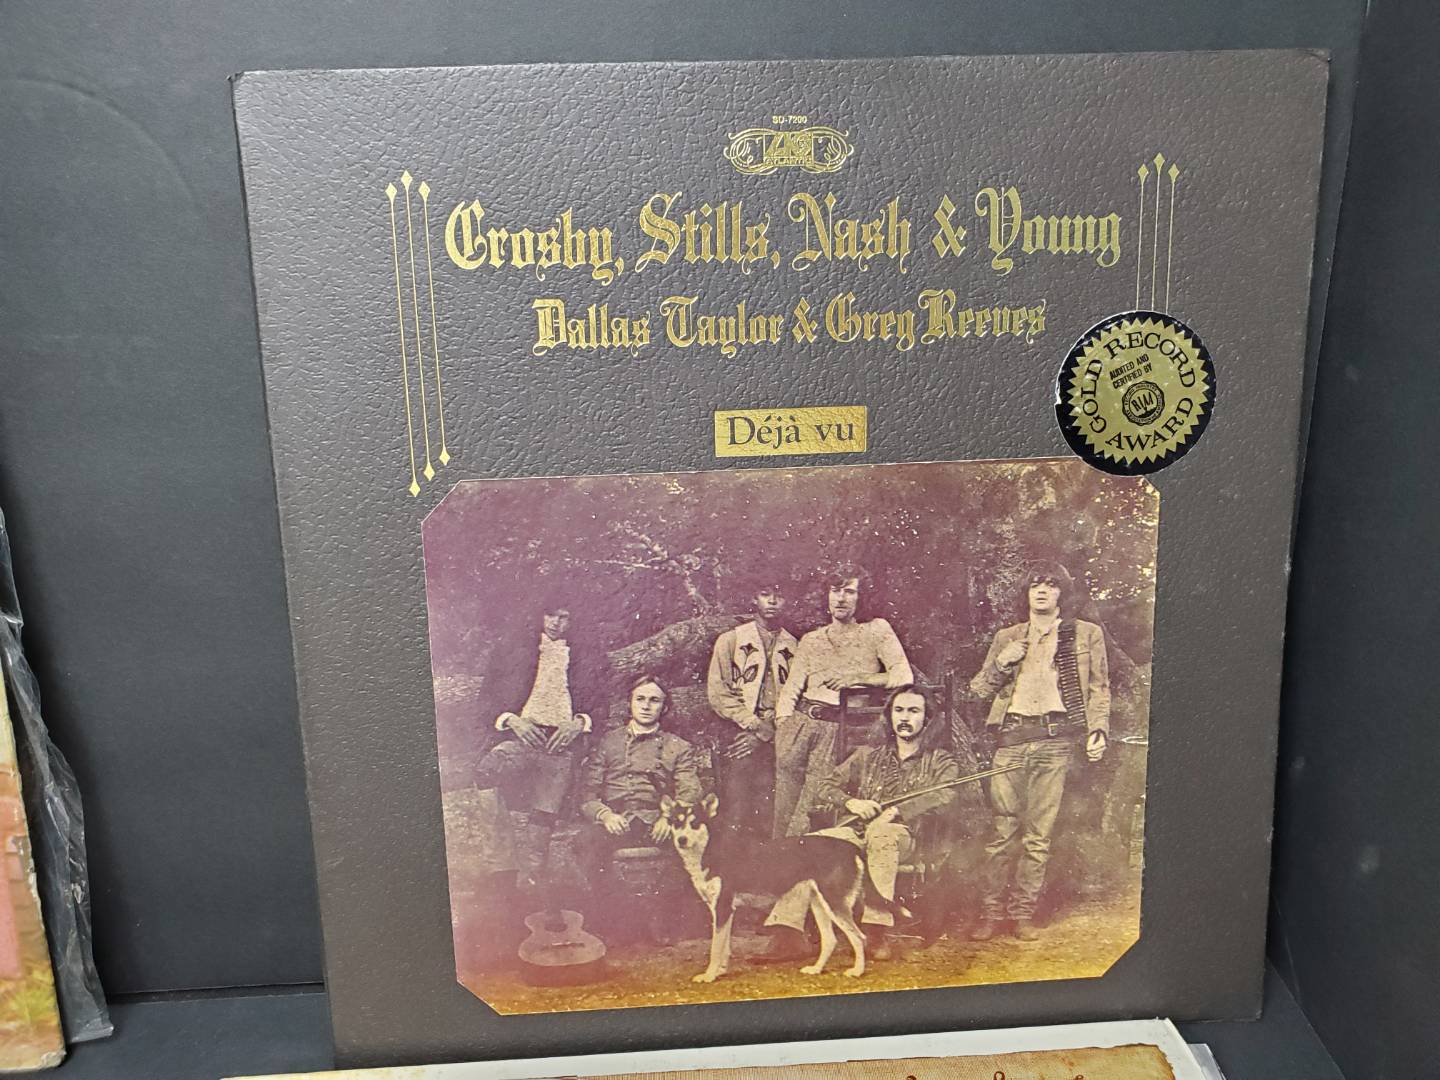 SD-7200
ATLANTIC
Crosby, Stills, Nash & Young
Dallas Taylor & Greg Reeves
Déjà vu
GOLD RECORD
AUDITED AND
CERTIFIED BY
RIAA
AWARD